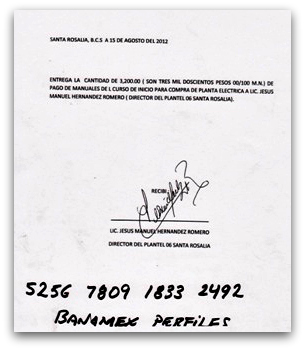 SANTA ROSALIA, B.C.S A 15 DE AGOSTO DEL 2012
ENTREGA LA CANTIDAD DE 3,200.00 ( SON TRES MIL DOSCIENTOS PESOS 00/100 M.N.) DE
PAGO DE MANUALES DE L CURSO DE INICIO PARA COMPRA DE PLANTA ELECTRICA A LIC. JESUS
MANUEL HERNANDEZ ROMERO ( DIRECTOR DEL PLANTEL 06 SANTA ROSALIA).
RECIBI
LIC. JESUS MANUEL HERNANDEZ ROMERO
DIRECTOR DEL PLANTEL 06 SANTA ROSALIA
5256 7809 1833 2492
BANAMEX PERFILES